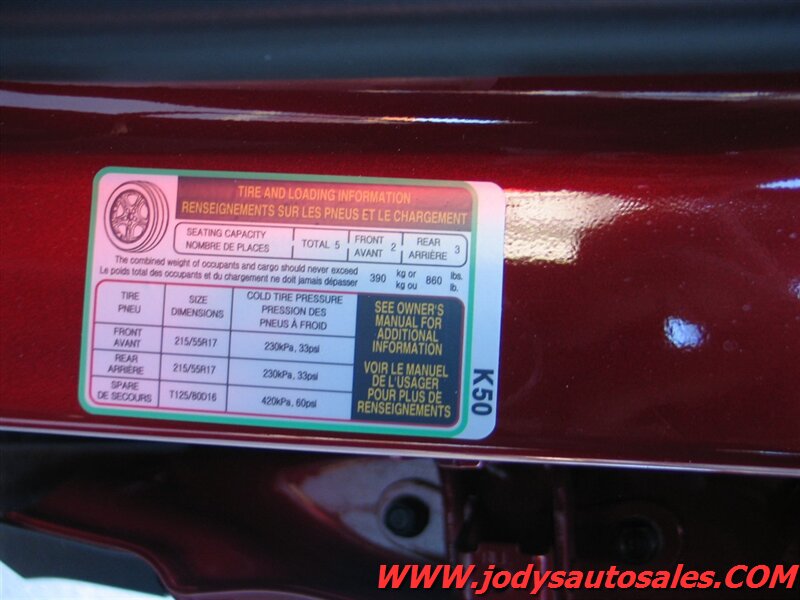 TIRE AND LOADING INFORMATION
RENSEIGNEMENTS SUR LES PNEUS ET LE CHARGEMENT
SEATING CAPACITY
NOMBRE DE PLACES
TOTAL 5
FRONT
AVANT
2
REAR
ARRIÈRE
3
The combined weight of occupants and cargo should never exceed
Le poids total des occupants et du chargement ne doit jamais dépasser
390
kg or
kg ou
860
lbs.
lb.
TIRE
PNEU
SIZE
DIMENSIONS
COLD TIRE PRESSURE
PRESSION DES
PNEUS À FROID
FRONT
AVANT
215/55R17
230kPa, 33psi
REAR
ARRIÈRE
215/55R17
230kPa, 33psi
SPARE
DE SECOURS
T125/80D16
420kPa, 60psi
SEE OWNER'S
MANUAL FOR
ADDITIONAL
INFORMATION
VOIR LE MANUEL
DE L'USAGER
POUR PLUS DE
RENSEIGNEMENTS
K50
WWW.jodysautosales.COM